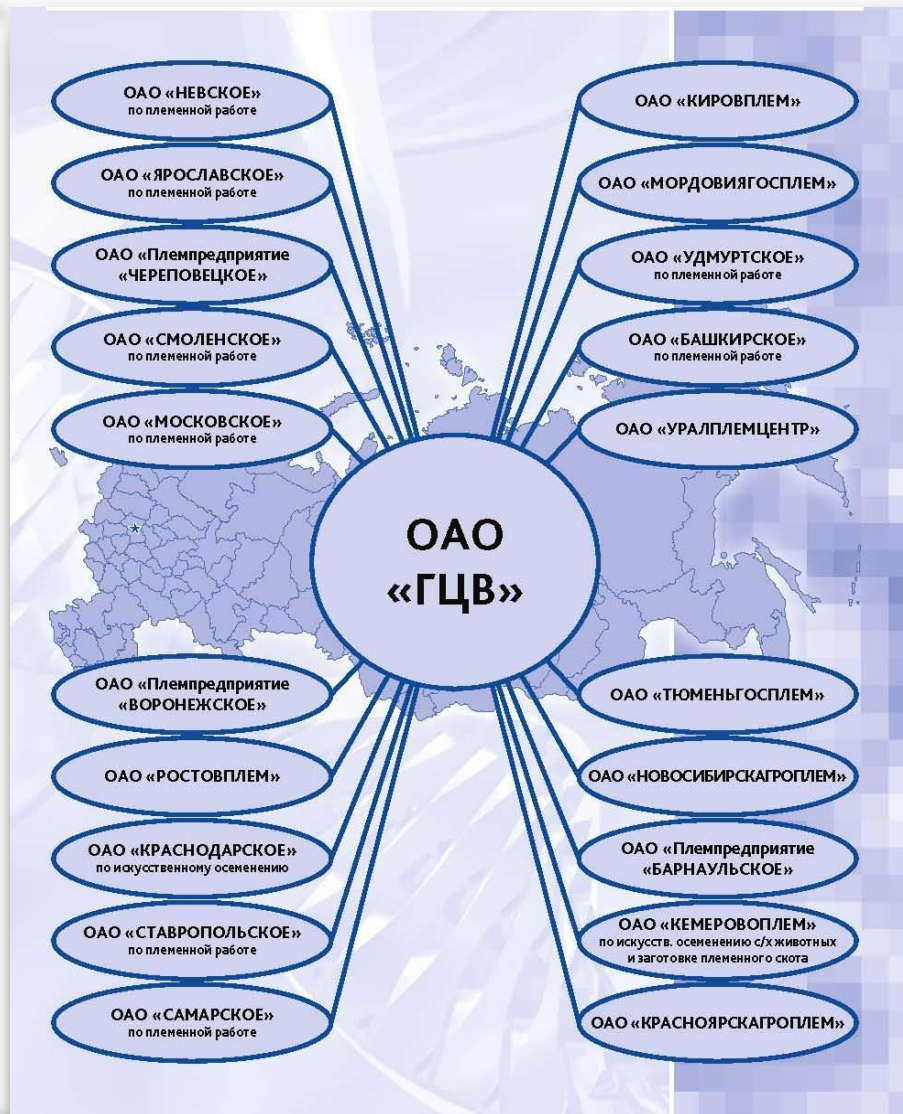 ОАО «НЕВСКОЕ»
по племенной работе
ОАО «ЯРОСЛАВСКОЕ»
по племенной работе
ОАО «Племпредприятие
«ЧЕРЕПОВЕЦКОЕ»
ОАО «СМОЛЕНСКОЕ»
по племенной работе
ОАО «МОСКОВСКОЕ»
по племенной работе
ОАО «КИРОВПЛЕМ»
ОАО «МОРДОВИЯГОСПЛЕМ»
ОАО «УДМУРТСКОЕ»
по племенной работе
ОАО «БАШКИРСКОЕ»
по племенной работе
ОАО «УРАЛПЛЕМЦЕНТР»
ОАО
«ГЦВ»
ОАО «Племпредприятие
«ВОРОНЕЖСКОЕ»
ОАО «РОСТОВПЛЕМ»
ОАО «КРАСНОДАРСКОЕ»
по искусственному осеменению
ОАО «СТАВРОПОЛЬСКОЕ»
по племенной работе
ОАО «САМАРСКОЕ»
по племенной работе
ОАО «ТЮМЕНЬГОСПЛЕМ»
ОАО «НОВОСИБИРСКАГРОПЛЕМ»
ОАО «Племпредприятие
«БАРНАУЛЬСКОЕ»
ОАО «КЕМЕРОВОПЛЕМ»
по искусств. осеменению с/х животных
и заготовке племенного скота
ОАО «КРАСНОЯРСКАГРОПЛЕМ»